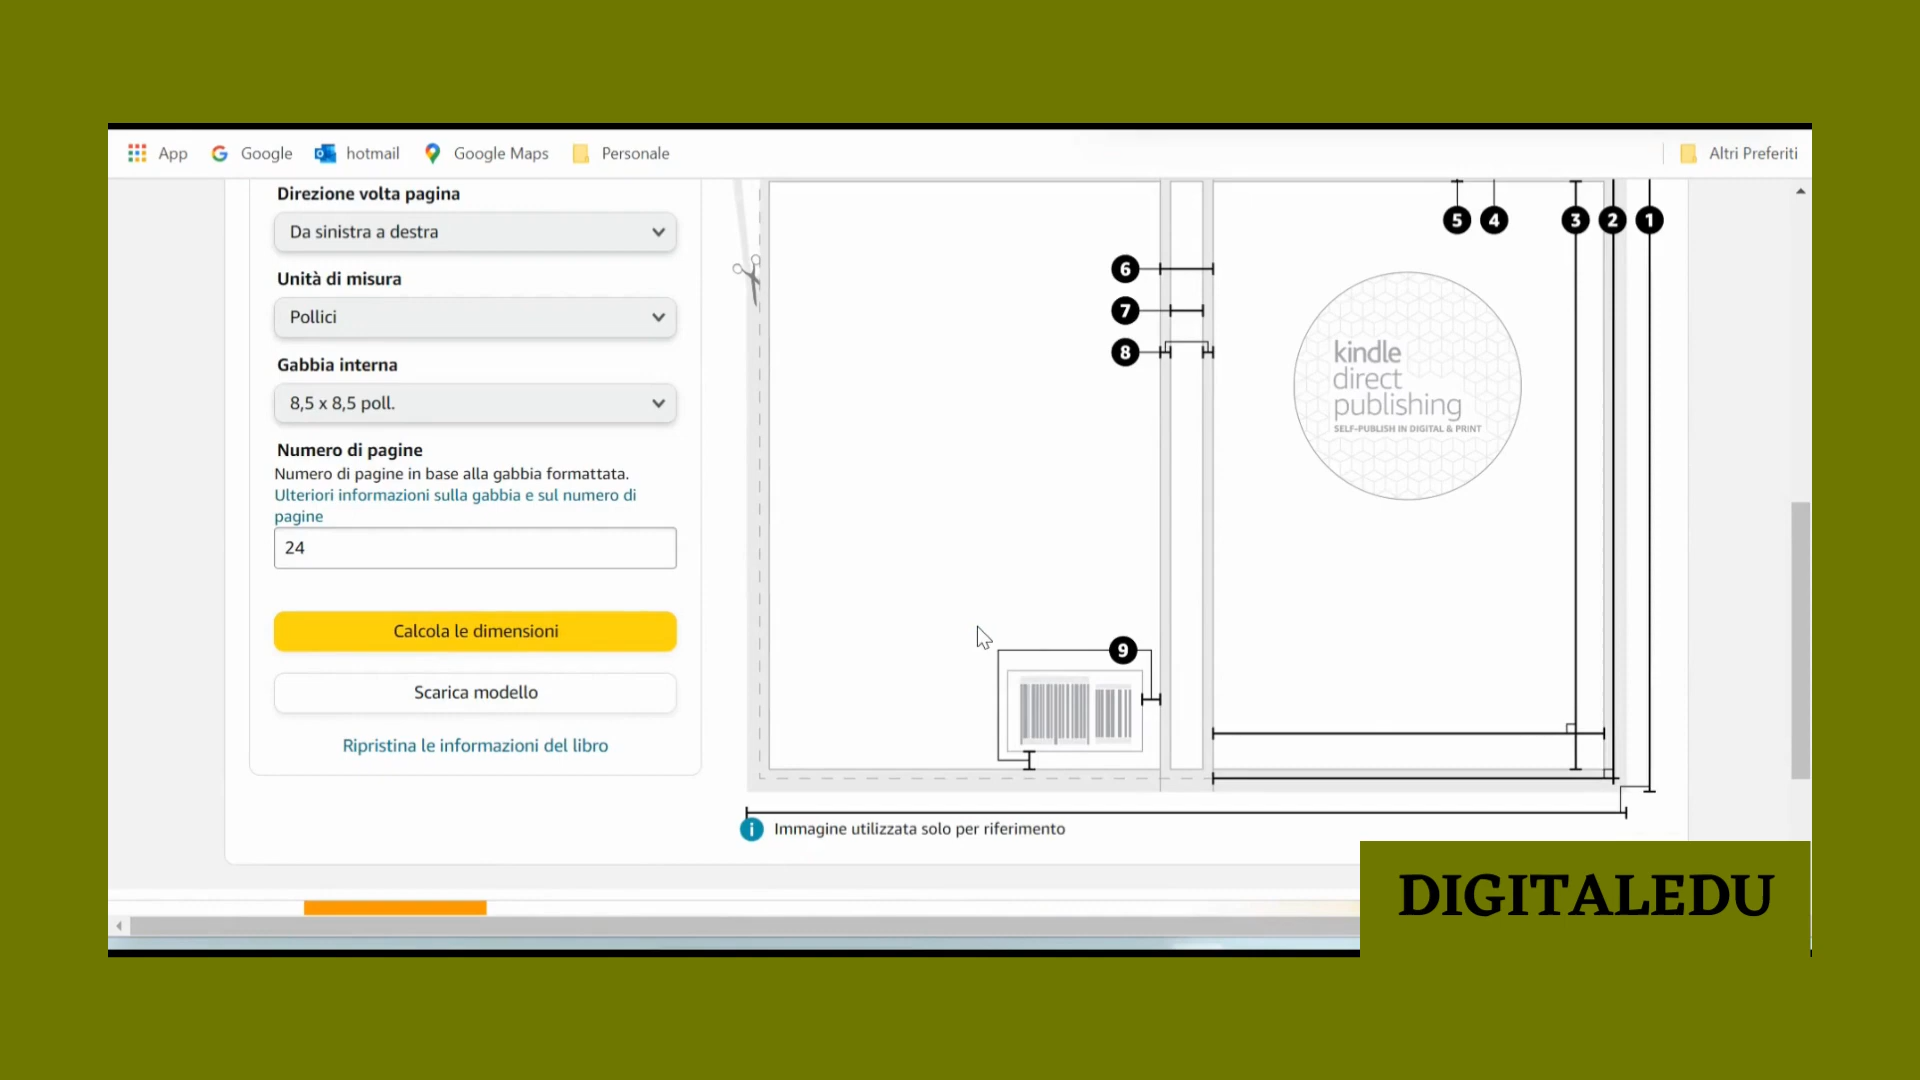 App Google hotmail Google Maps Personale Altri Preferiti
Direzione volta pagina
Da sinistra a destra
Unità di misura
Pollici
Gabbia interna
8,5 x 8,5 poll.
Numero di pagine
Numero di pagine in base alla gabbia formattata.
Ulteriori informazioni sulla gabbia e sul numero di
pagine
24
Calcola le dimensioni
Scarica modello
Ripristina le informazioni del libro
5 4 3 2 1
6
7
8
kindle
direct
publishing
SELF-PUBLISH IN DIGITAL & PRINT
9
i Immagine utilizzata solo per riferimento
DIGITALEDU